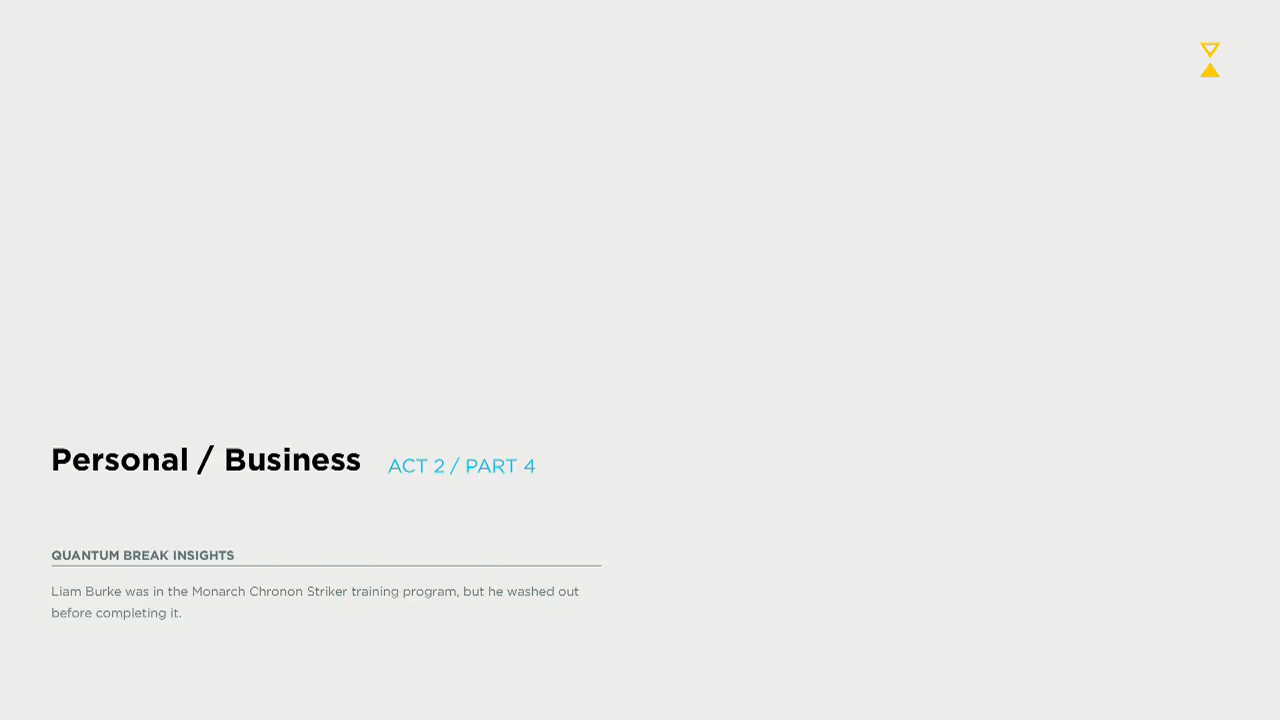 Personal / Business ACT 2 / PART 4
QUANTUM BREAK INSIGHTS
Liam Burke was in the Monarch Chronon Striker training program, but he washed out
before completing it.